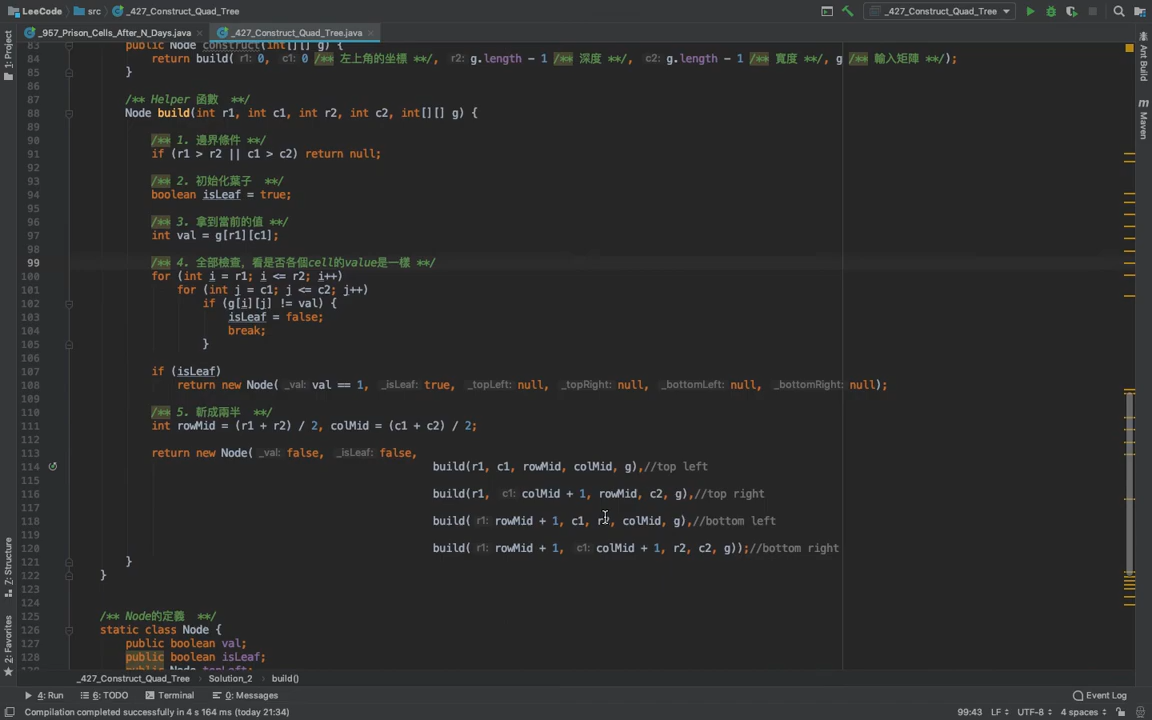 LeeCode src _427_Construct_Quad_Tree _427_Construct_Quad_Tree
_957_Prison_Cells_After_N_Days.java _427_Construct_Quad_Tree.java
1: Project
Ant Build
Maven
7: Structure
2: Favorites
83 public Node construct(int[][] g) {
84 return build( r1: 0, c1: 0 /** 左上角的坐標 **/, r2: g.length - 1 /** 深度 **/, c2: g.length - 1 /** 寬度 **/, g /** 輸入矩陣 **/);
85 }
86
87 /** Helper 函數 **/
88 Node build(int r1, int c1, int r2, int c2, int[][] g) {
89
90 /** 1. 邊界條件 **/
91 if (r1 > r2 || c1 > c2) return null;
92
93 /** 2. 初始化葉子 **/
94 boolean isLeaf = true;
95
96 /** 3. 拿到當前的值 **/
97 int val = g[r1][c1];
98
99 /** 4. 全部檢查，看是否各個cell的value是一樣 **/
100 for (int i = r1; i <= r2; i++)
101 for (int j = c1; j <= c2; j++)
102 if (g[i][j] != val) {
103 isLeaf = false;
104 break;
105 }
106
107 if (isLeaf)
108 return new Node( _val: val == 1, _isLeaf: true, _topLeft: null, _topRight: null, _bottomLeft: null, _bottomRight: null);
109
110 /** 5. 斬成兩半 **/
111 int rowMid = (r1 + r2) / 2, colMid = (c1 + c2) / 2;
112
113 return new Node( _val: false, _isLeaf: false,
114 build(r1, c1, rowMid, colMid, g),//top left
115
116 build(r1, c1: colMid + 1, rowMid, c2, g),//top right
117
118 build( r1: rowMid + 1, c1, r2, colMid, g),//bottom left
119
120 build( r1: rowMid + 1, c1: colMid + 1, r2, c2, g));//bottom right
121 }
122 }
123
124
125 /** Node的定義 **/
126 static class Node {
127 public boolean val;
128 public boolean isLeaf;
public Node topLeft;
_427_Construct_Quad_Tree Solution_2 build()
4: Run 6: TODO Terminal 0: Messages Event Log
Compilation completed successfully in 4 s 164 ms (today 21:34) 99:43 LF UTF-8 4 spaces